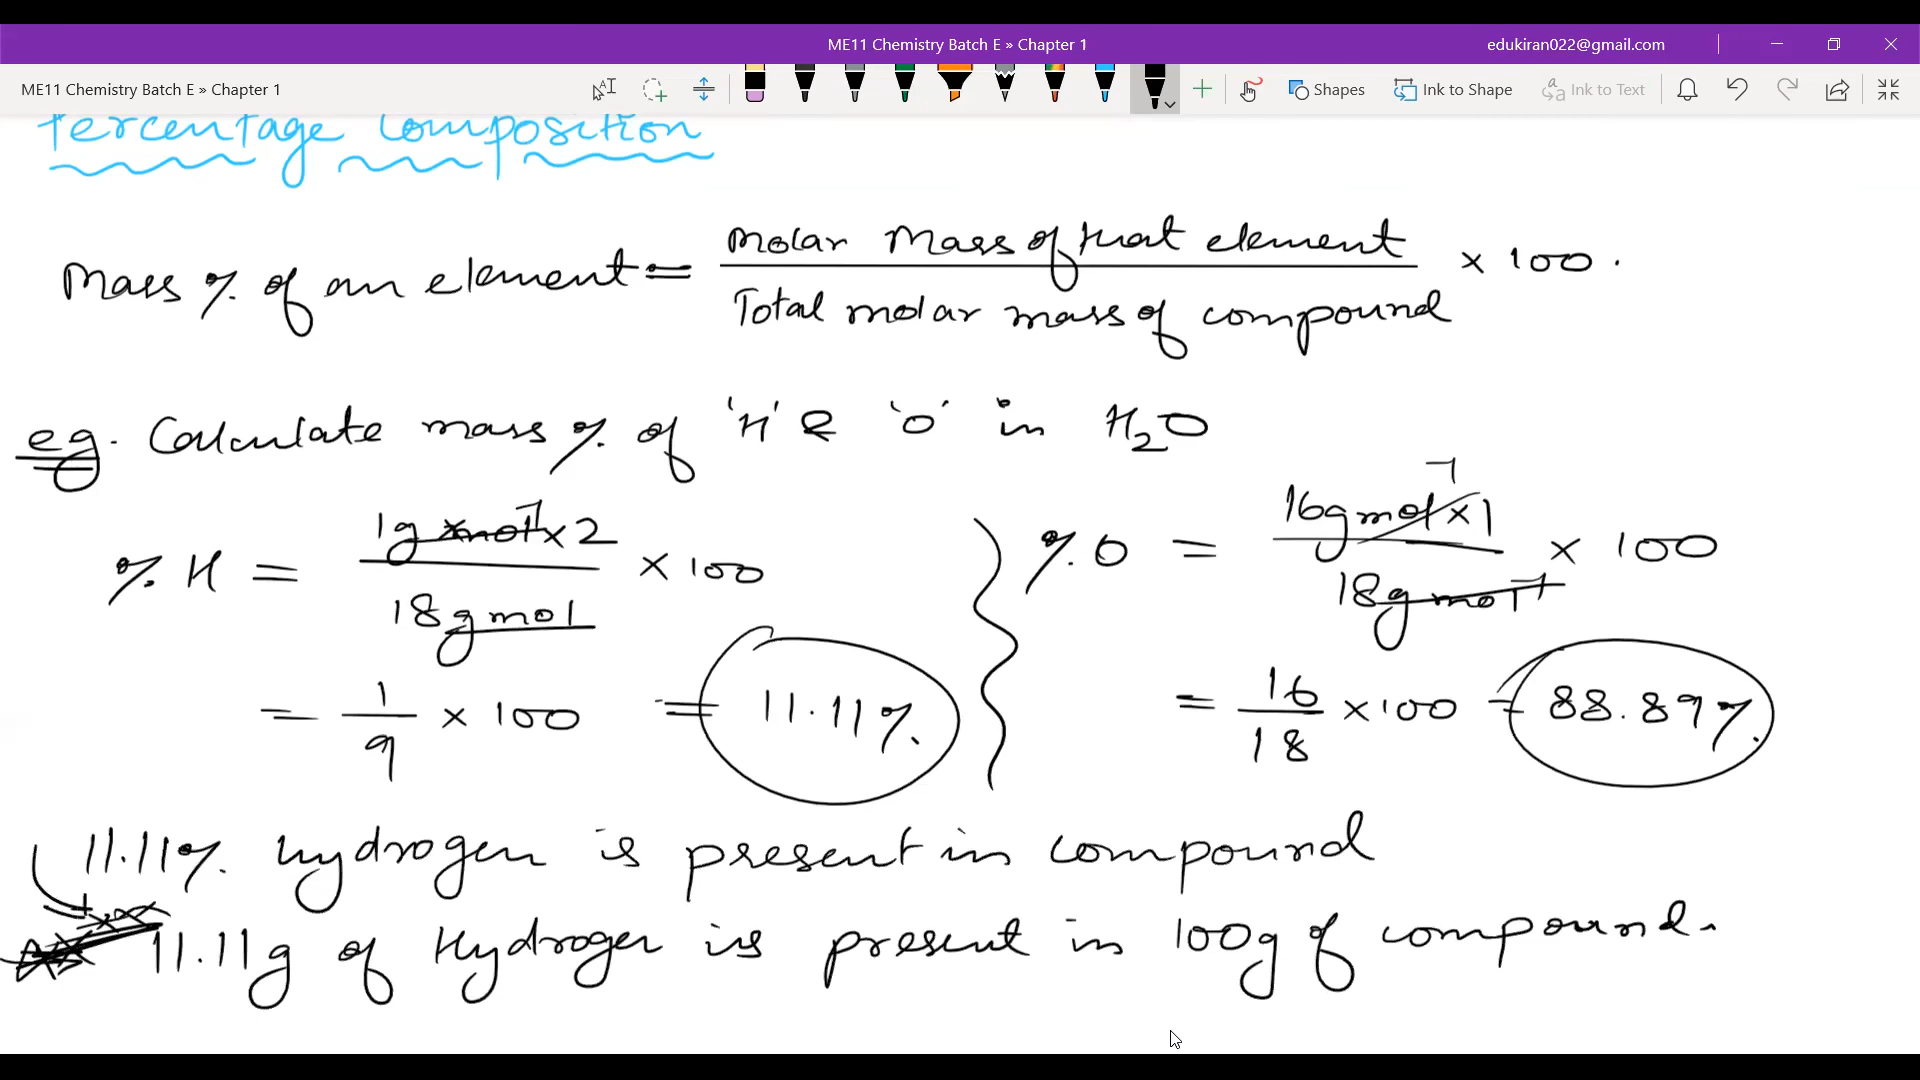 ME11 Chemistry Batch E » Chapter 1
edukiran022@gmail.com
ME11 Chemistry Batch E » Chapter 1
Shapes
Ink to Shape
Ink to Text
Percentage Composition
Mass % of an element = Molar Mass of that element / Total molar mass of compound × 100.
eg. Calculate mass % of 'H' & 'O' in H₂O
% H = 1g mol⁻¹ × 2 / 18g mol × 100
= 1/9 × 100 = 11.11%.
% O = 16g mol⁻¹ × 1 / 18g mol⁻¹ × 100
= 16/18 × 100 = 88.89%.
11.11%. hydrogen is present in compound
11.11g of Hydrogen is present in 100g of compound.